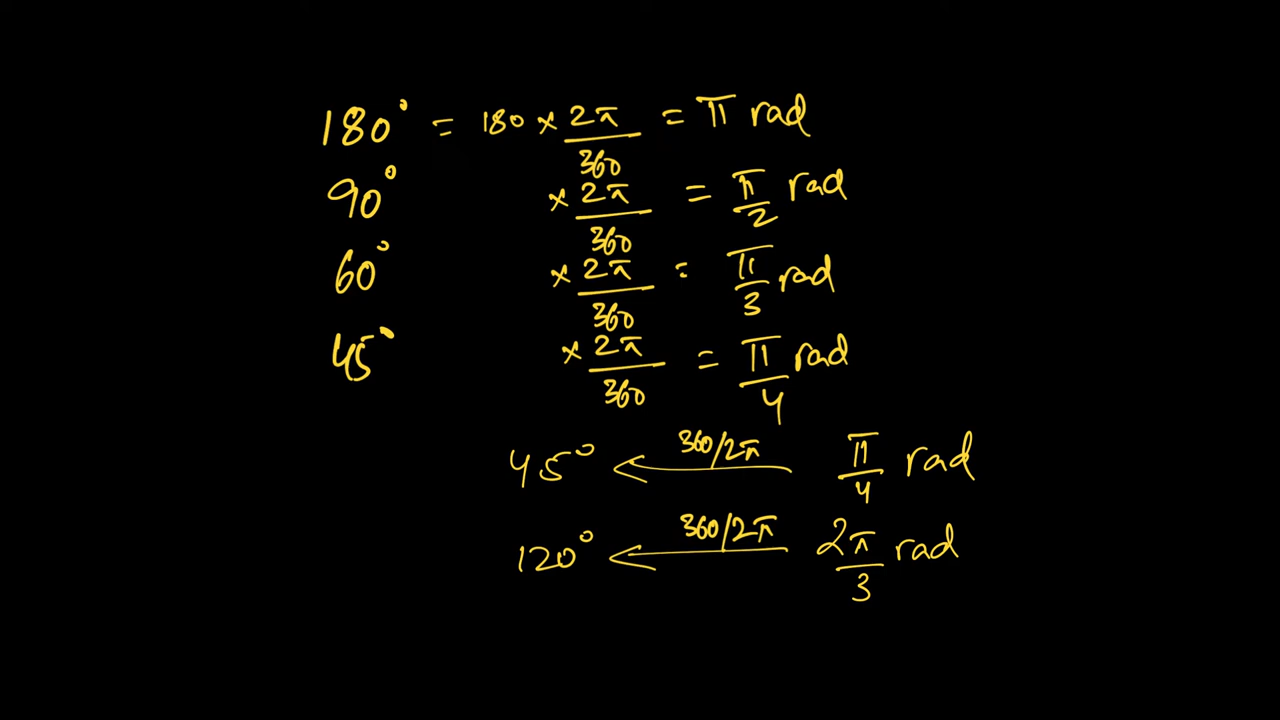 180° = 180 × 2π/360 = π rad
90° × 2π/360 = π/2 rad
60° × 2π/360 = π/3 rad
45° × 2π/360 = π/4 rad
45° ← 360/2π π/4 rad
120° ← 360/2π 2π/3 rad